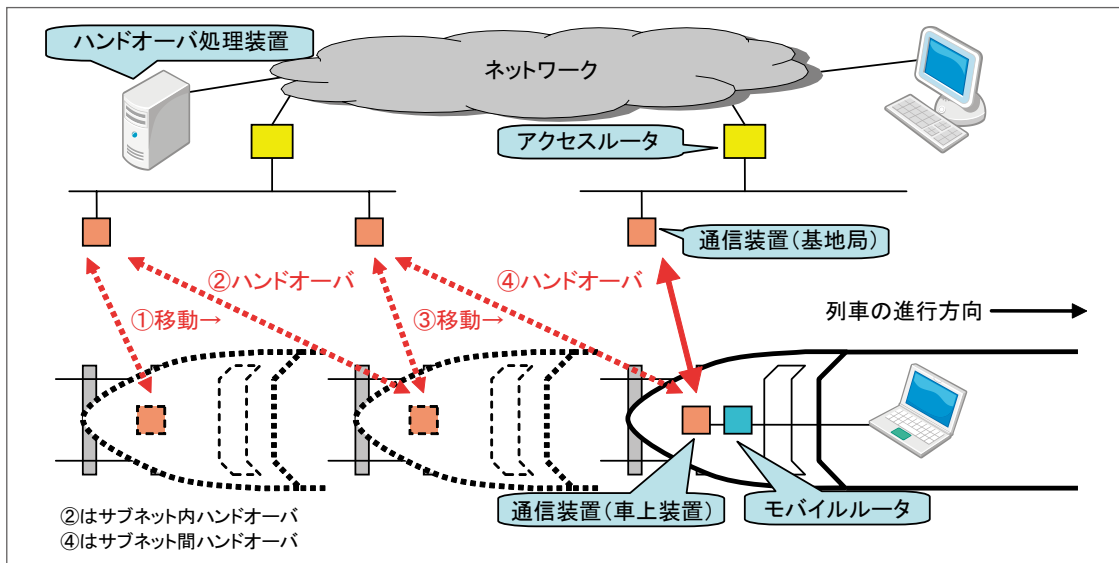 ハンドオーバ処理装置
ネットワーク
アクセスルータ
通信装置(基地局)
②ハンドオーバ
④ハンドオーバ
①移動→
③移動→
列車の進行方向
通信装置(車上装置)
モバイルルータ
②はサブネット内ハンドオーバ
④はサブネット間ハンドオーバ